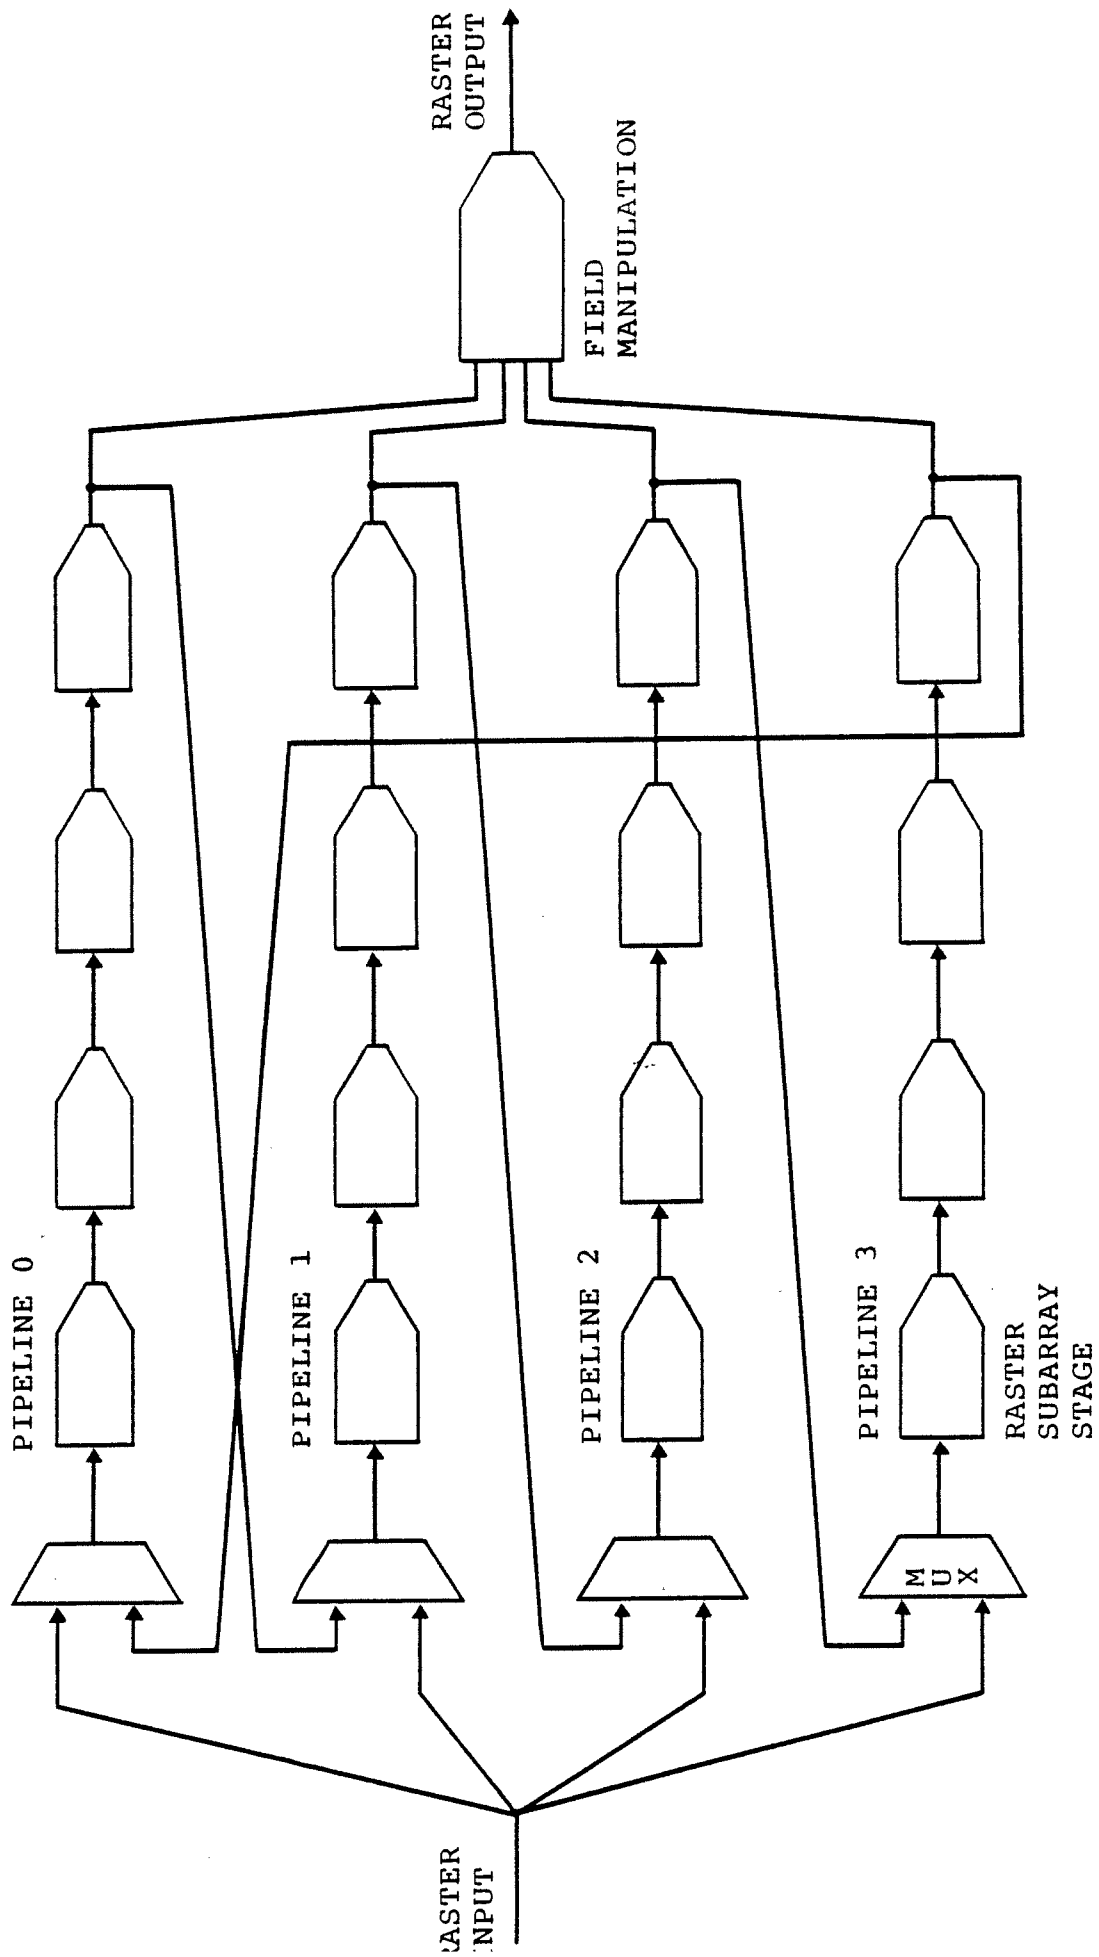 RASTER
OUTPUT
FIELD
MANIPULATION
PIPELINE 0
PIPELINE 1
PIPELINE 2
PIPELINE 3
RASTER
SUBARRAY
STAGE
MUX
RASTER
INPUT